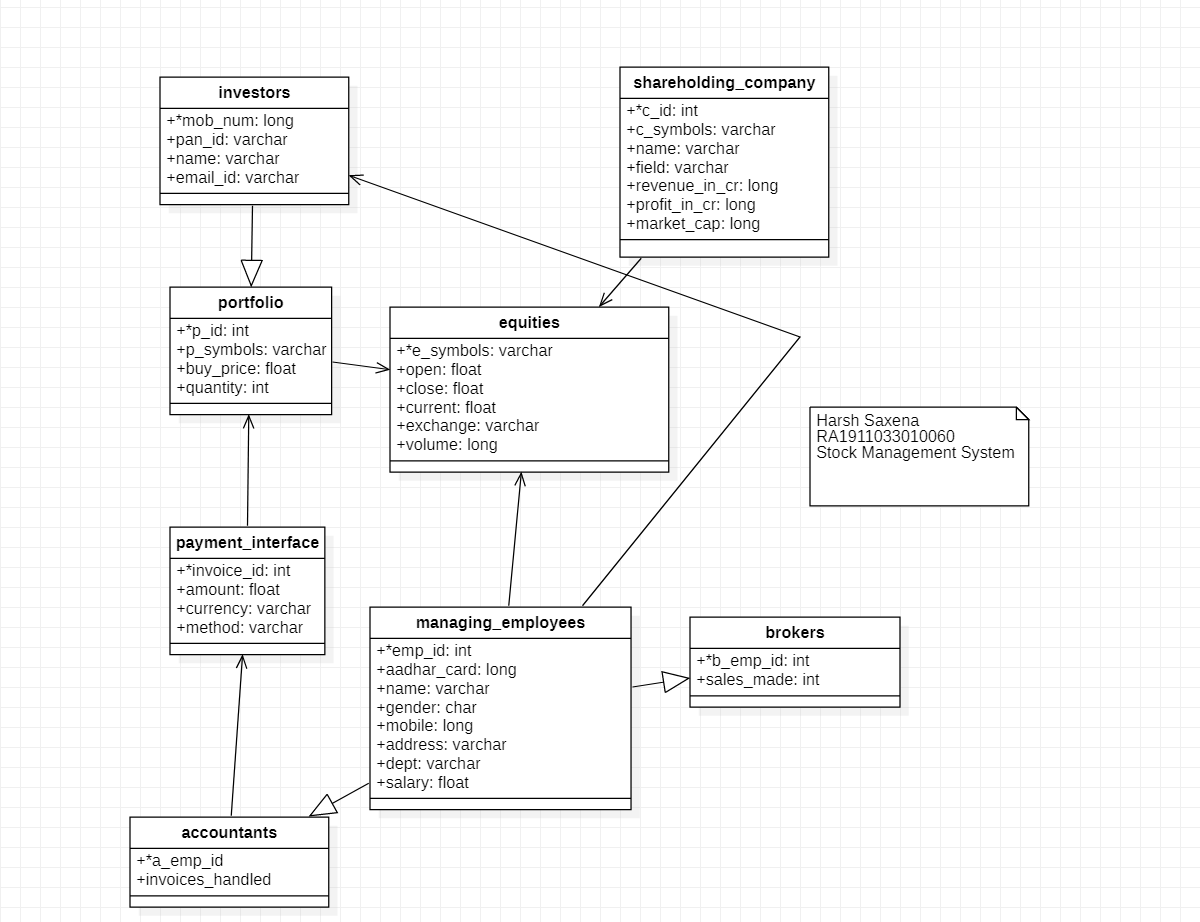 investors
+*mob_num: long
+pan_id: varchar
+name: varchar
+email_id: varchar
shareholding_company
+*c_id: int
+c_symbols: varchar
+name: varchar
+field: varchar
+revenue_in_cr: long
+profit_in_cr: long
+market_cap: long
portfolio
+*p_id: int
+p_symbols: varchar
+buy_price: float
+quantity: int
equities
+*e_symbols: varchar
+open: float
+close: float
+current: float
+exchange: varchar
+volume: long
Harsh Saxena
RA1911033010060
Stock Management System
payment_interface
+*invoice_id: int
+amount: float
+currency: varchar
+method: varchar
managing_employees
+*emp_id: int
+aadhar_card: long
+name: varchar
+gender: char
+mobile: long
+address: varchar
+dept: varchar
+salary: float
brokers
+*b_emp_id: int
+sales_made: int
accountants
+*a_emp_id
+invoices_handled